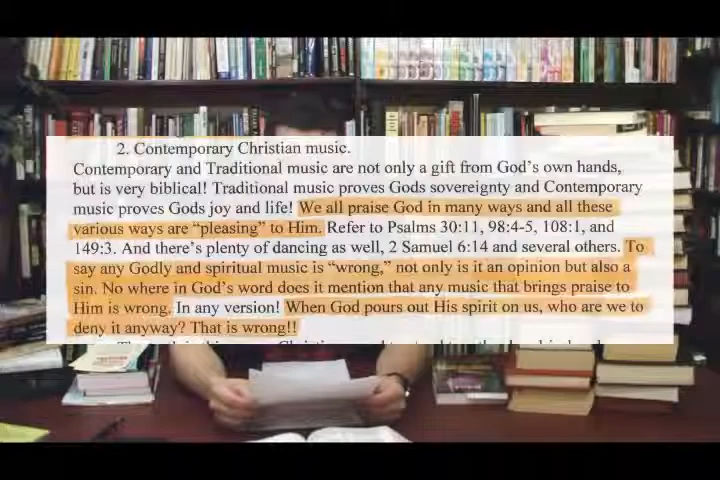 2. Contemporary Christian music.
Contemporary and Traditional music are not only a gift from God's own hands,
but is very biblical! Traditional music proves Gods sovereignty and Contemporary
music proves Gods joy and life! We all praise God in many ways and all these
various ways are “pleasing” to Him. Refer to Psalms 30:11, 98:4-5, 108:1, and
149:3. And there's plenty of dancing as well, 2 Samuel 6:14 and several others. To
say any Godly and spiritual music is “wrong,” not only is it an opinion but also a
sin. No where in God's word does it mention that any music that brings praise to
Him is wrong. In any version! When God pours out His spirit on us, who are we to
deny it anyway? That is wrong!!